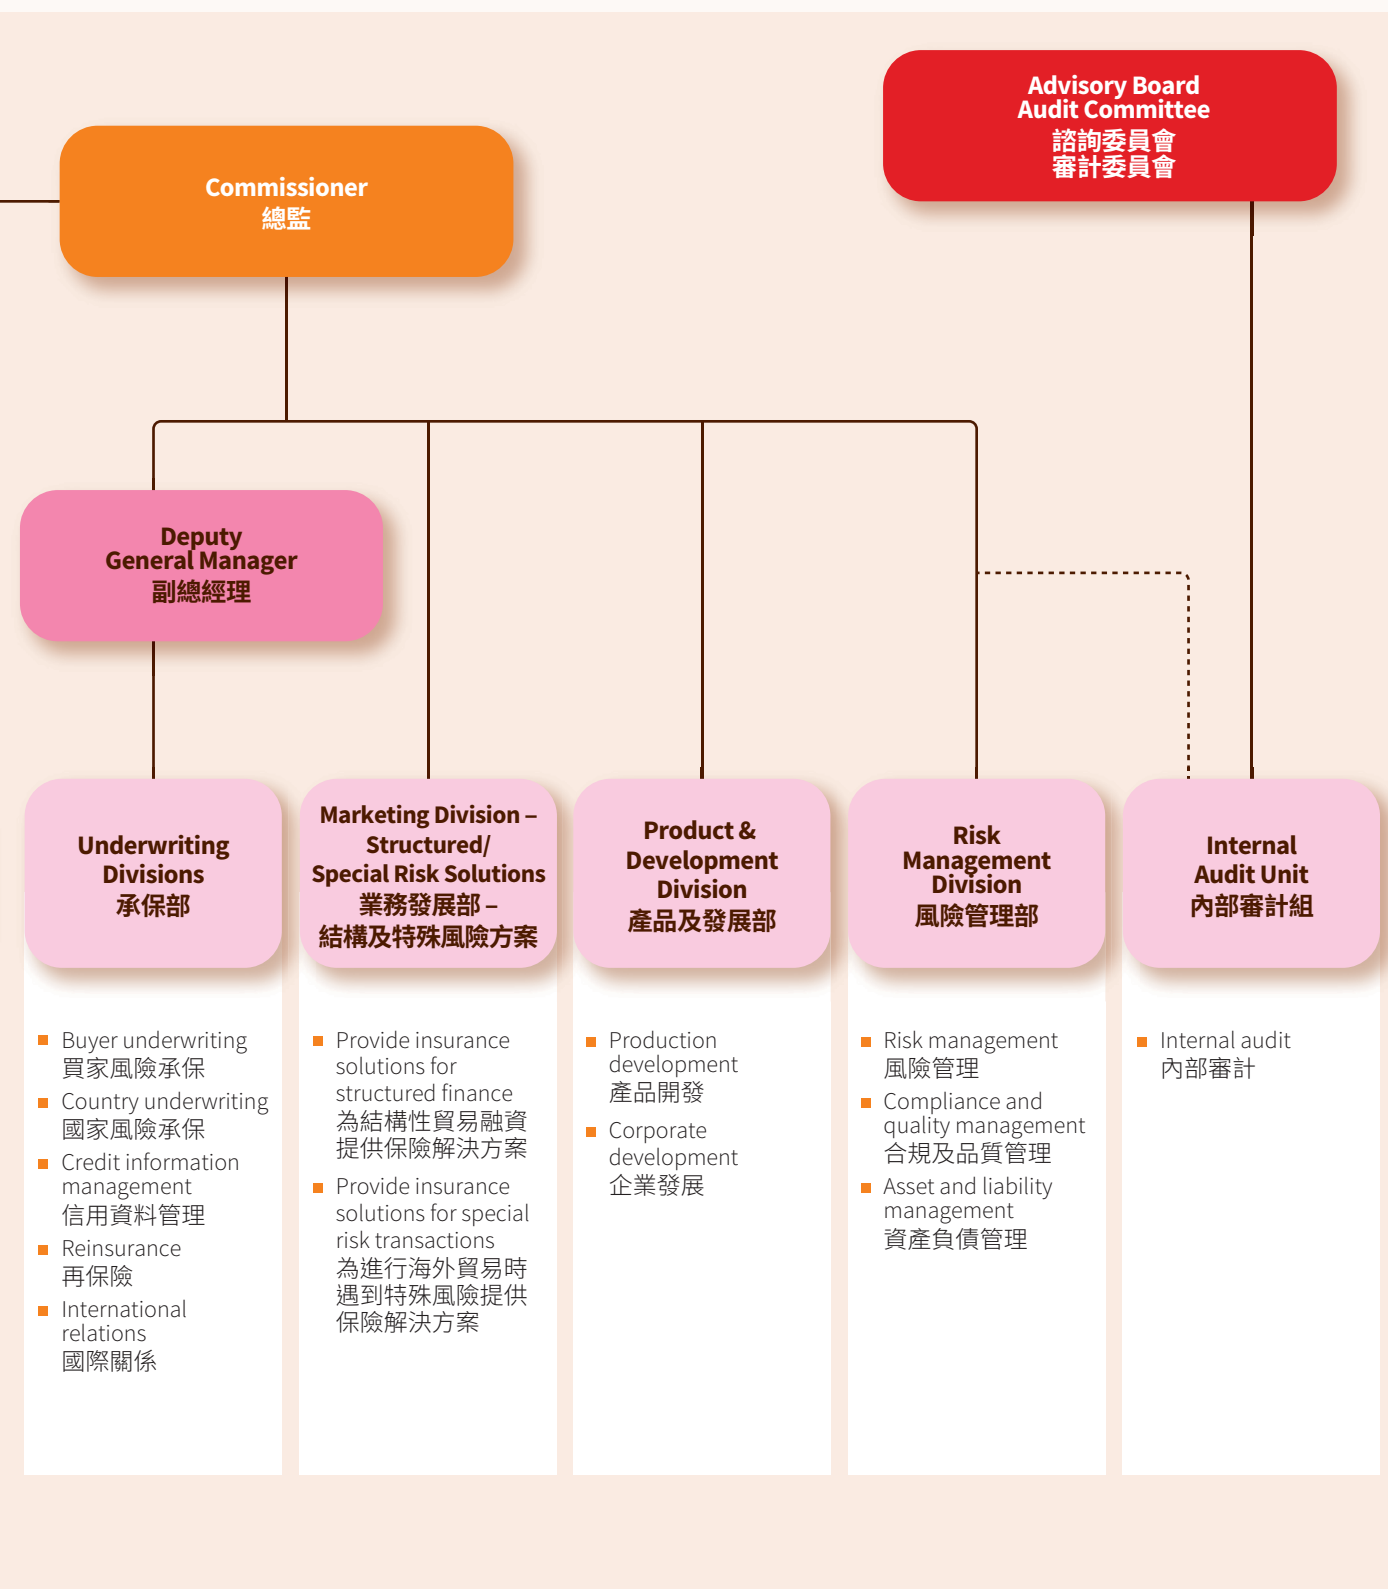 Advisory Board
Audit Committee
諮詢委員會
審計委員會
Commissioner
總監
Deputy
General Manager
副總經理
Underwriting
Divisions
承保部
Marketing Division –
Structured/
Special Risk Solutions
業務發展部 –
結構及特殊風險方案
Product &
Development
Division
產品及發展部
Risk
Management
Division
風險管理部
Internal
Audit Unit
內部審計組
Buyer underwriting
買家風險承保
Country underwriting
國家風險承保
Credit information
management
信用資料管理
Reinsurance
再保險
International
relations
國際關係
Provide insurance
solutions for
structured finance
為結構性貿易融資
提供保險解決方案
Provide insurance
solutions for special
risk transactions
為進行海外貿易時
遇到特殊風險提供
保險解決方案
Production
development
產品開發
Corporate
development
企業發展
Risk management
風險管理
Compliance and
quality management
合規及品質管理
Asset and liability
management
資產負債管理
Internal audit
內部審計